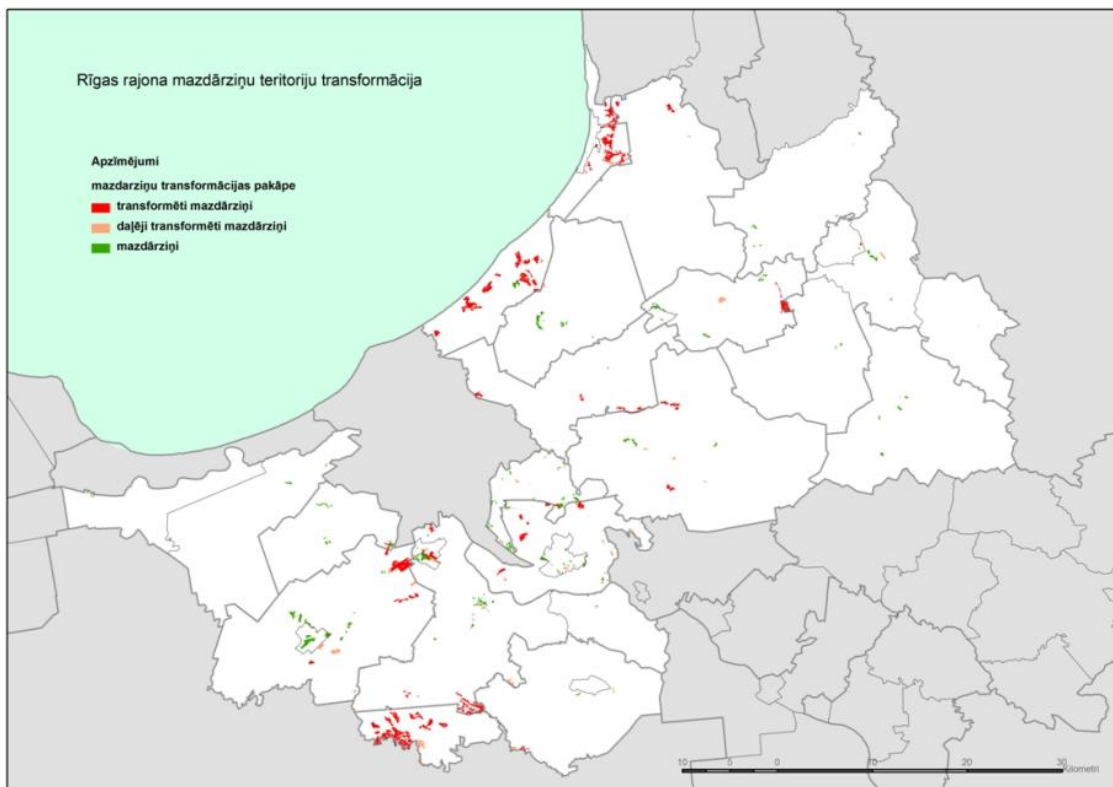 Rīgas rajona mazdārziņu teritoriju transformācija
Apzīmējumi
mazdarziņu transformācijas pakāpe
transformēti mazdārziņi
daļēji transformēti mazdārziņi
mazdārziņi
10 5 0 10 20 30
Kilometri